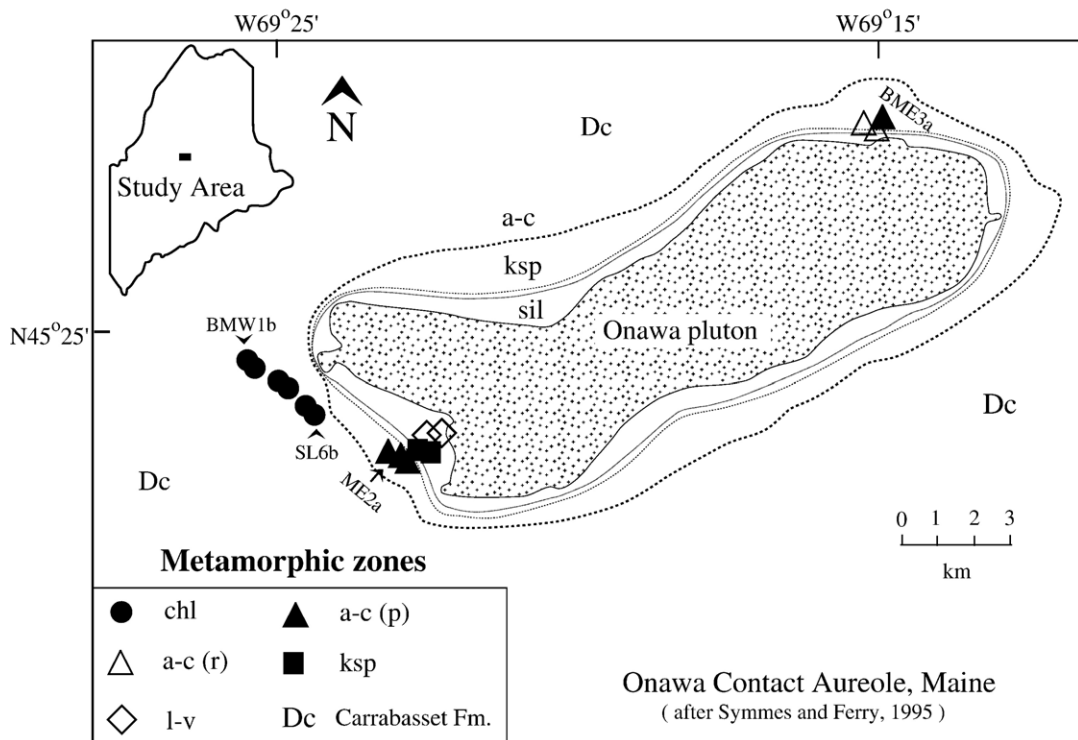 W69°25'
W69°15'
N
Study Area
Dc
BME3a
a-c
ksp
sil
N45°25'
BMW1b
Onawa pluton
SL6b
Dc
Dc
ME2a
0 1 2 3
km
Metamorphic zones
chl
a-c (p)
a-c (r)
ksp
l-v
Dc Carrabasset Fm.
Onawa Contact Aureole, Maine
( after Symmes and Ferry, 1995 )